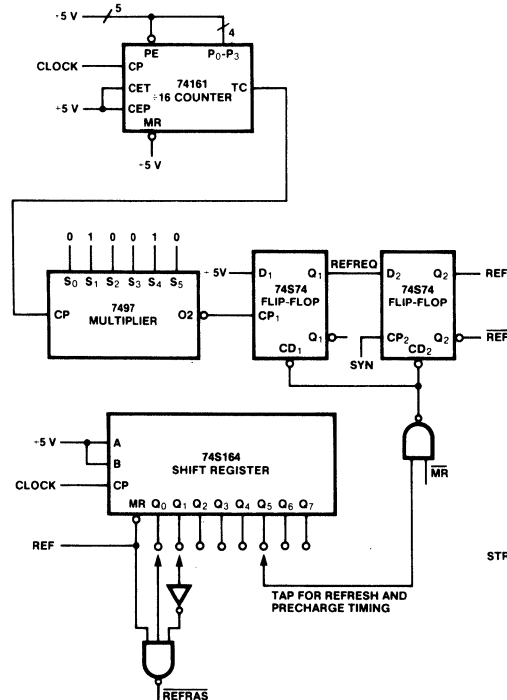 +5 V
5
4
PE
P0-P3
CLOCK
CP
74161
÷16 COUNTER
TC
CET
+5 V
CEP
MR
+5 V
0 1 0 0 1 0
S0 S1 S2 S3 S4 S5
7497
MULTIPLIER
CP
O2
+5 V
D1
Q1
REFREQ
74S74
FLIP-FLOP
CP1
Q1
CD1
D2
Q2
REF
74S74
FLIP-FLOP
CP2
Q2
REF
CD2
SYN
MR
74S164
SHIFT REGISTER
+5 V
A
B
CLOCK
CP
MR Q0 Q1 Q2 Q3 Q4 Q5 Q6 Q7
REF
TAP FOR REFRESH AND
PRECHARGE TIMING
STR
REFRAS